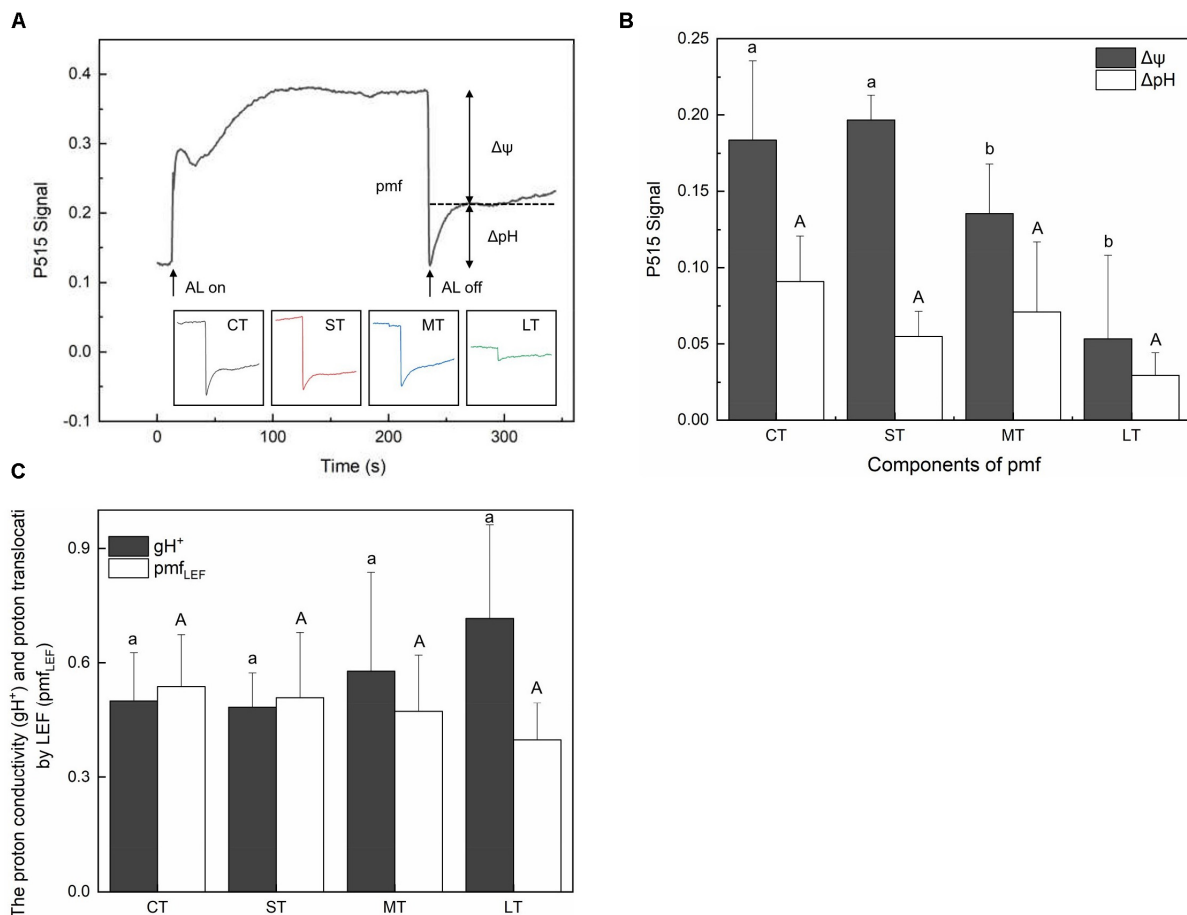 A
0.4
0.3
0.2
0.1
0.0
-0.1
P515 Signal
pmf
Δψ
ΔpH
AL on
AL off
CT
ST
MT
LT
0
100
200
300
Time (s)
B
0.25
0.20
0.15
0.10
0.05
0.00
P515 Signal
Δψ
ΔpH
a
A
a
A
b
A
b
A
CT
ST
MT
LT
Components of pmf
C
The proton conductivity (gH⁺) and proton translocati
by LEF (pmf_LEF)
0.9
0.6
0.3
0.0
gH⁺
pmf_LEF
a
A
a
A
a
A
a
A
CT
ST
MT
LT